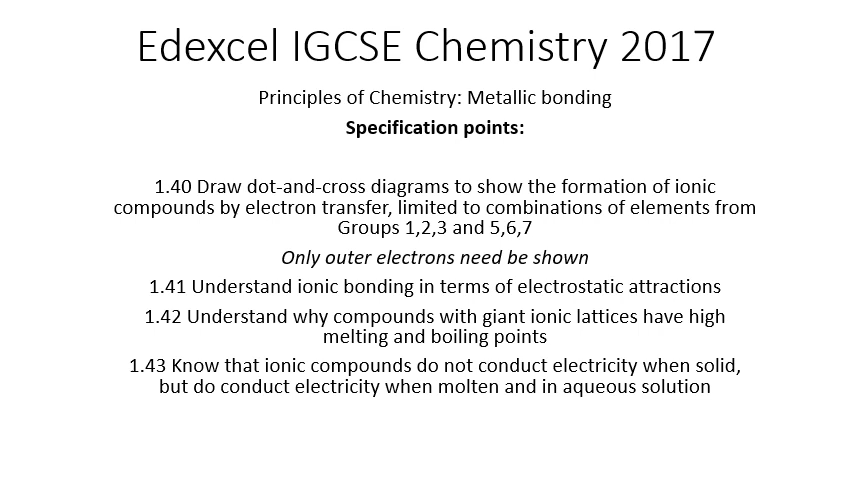 Edexcel IGCSE Chemistry 2017
Principles of Chemistry: Metallic bonding
Specification points:
1.40 Draw dot-and-cross diagrams to show the formation of ionic
compounds by electron transfer, limited to combinations of elements from
Groups 1,2,3 and 5,6,7
Only outer electrons need be shown
1.41 Understand ionic bonding in terms of electrostatic attractions
1.42 Understand why compounds with giant ionic lattices have high
melting and boiling points
1.43 Know that ionic compounds do not conduct electricity when solid,
but do conduct electricity when molten and in aqueous solution